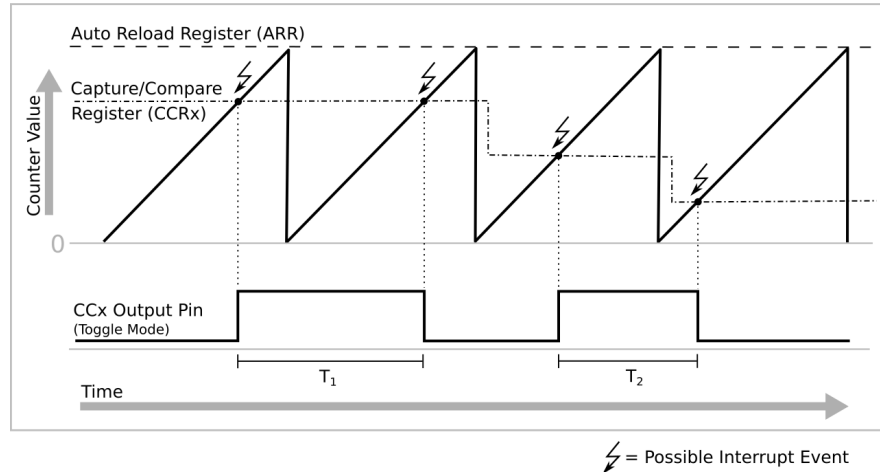 Auto Reload Register (ARR)
Capture/Compare
Register (CCRx)
Counter Value
0
CCx Output Pin
(Toggle Mode)
T1
T2
Time
= Possible Interrupt Event